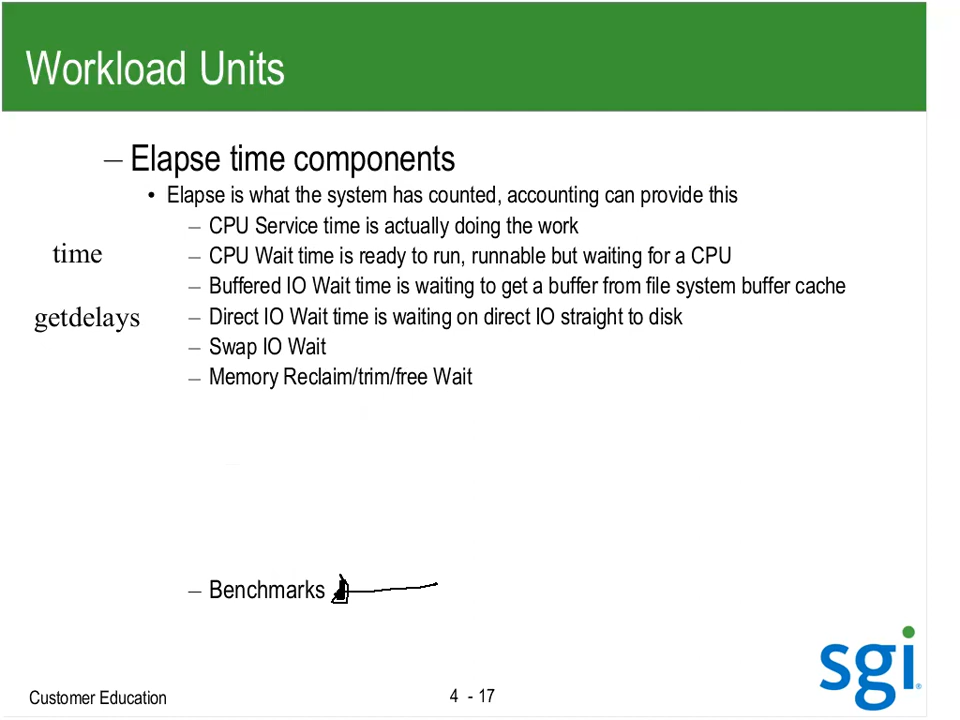 Workload Units
– Elapse time components
• Elapse is what the system has counted, accounting can provide this
– CPU Service time is actually doing the work
time
– CPU Wait time is ready to run, runnable but waiting for a CPU
– Buffered IO Wait time is waiting to get a buffer from file system buffer cache
getdelays
– Direct IO Wait time is waiting on direct IO straight to disk
– Swap IO Wait
– Memory Reclaim/trim/free Wait
– Benchmarks
sgi
Customer Education
4 - 17